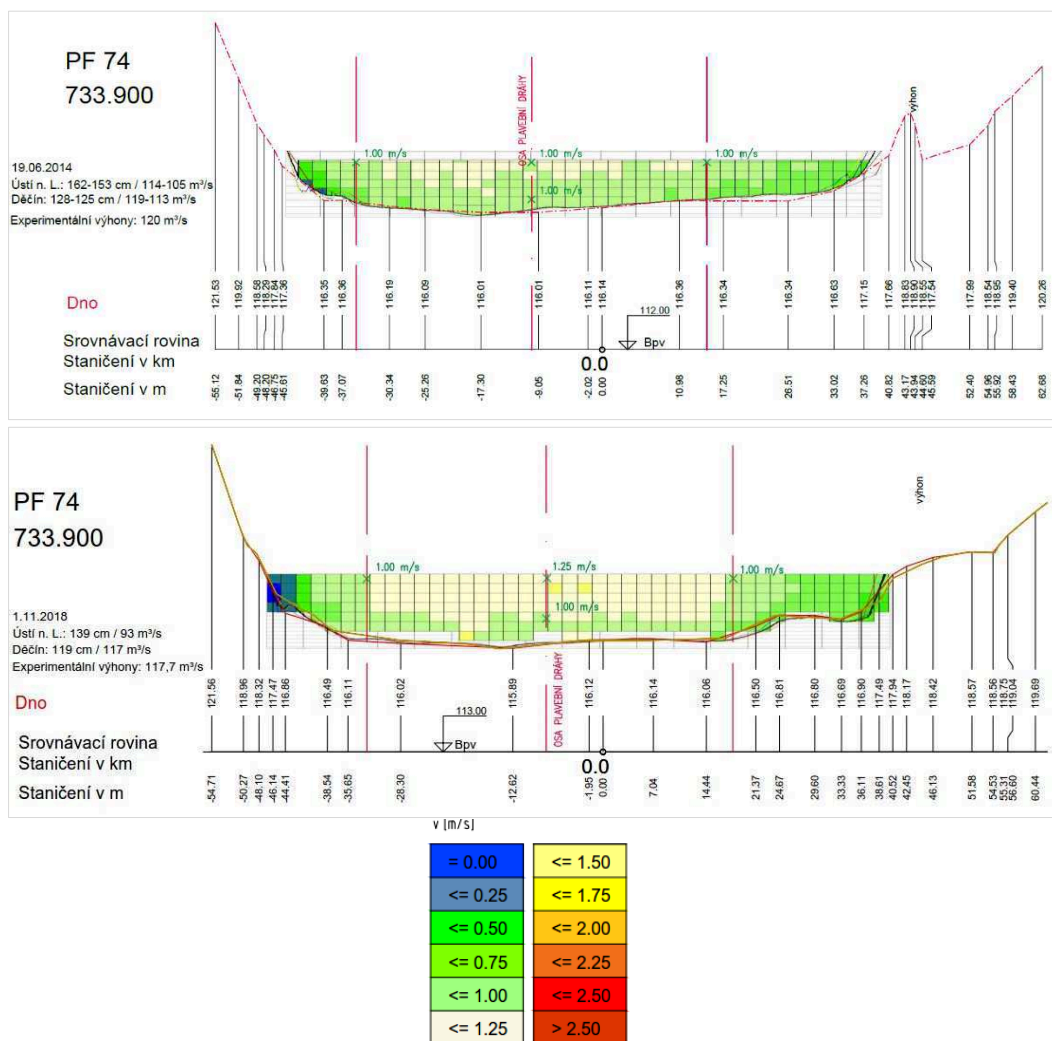 PF 74
733.900
19.06.2014
Ústí n. L.: 162-153 cm / 114-105 m³/s
Děčín: 128-125 cm / 119-113 m³/s
Experimentální výhony: 120 m³/s
OSA PLAVEBNÍ DRÁHY
výhon
1.00 m/s 1.00 m/s 1.00 m/s
1.00 m/s
Dno
121.53 119.92 118.58 118.29 117.84 117.36 116.35 116.36 116.19 116.09 116.01 116.01 116.11 116.14 116.36 116.34 116.34 116.63 117.15 117.66 118.83 118.90 118.55 117.54 117.99 118.54 118.95 119.40 120.26
112.00
Bpv
Srovnávací rovina
Staničení v km
0.0
Staničení v m
-55.12 -51.84 -49.20 -48.20 -46.75 -45.61 -39.63 -37.07 -30.34 -25.26 -17.30 -9.05 -2.02 0.00 10.98 17.25 26.51 33.02 37.26 40.82 43.17 43.94 44.60 45.59 52.40 54.96 55.92 58.43 62.68
PF 74
733.900
výhon
1.00 m/s 1.25 m/s 1.00 m/s
1.00 m/s
1.11.2018
Ústí n. L.: 139 cm / 93 m³/s
Děčín: 119 cm / 117 m³/s
Experimentální výhony: 117,7 m³/s
OSA PLAVEBNÍ DRÁHY
Dno
121.56 118.96 118.32 117.47 116.86 116.49 116.11 116.02 115.89 116.12 116.14 116.06 116.50 116.81 116.80 116.69 116.90 117.49 117.94 118.17 118.42 118.57 118.56 118.75 119.04 119.69
113.00
Bpv
Srovnávací rovina
Staničení v km
0.0
Staničení v m
-54.71 -50.27 -48.10 -46.14 -44.41 -38.54 -35.65 -28.30 -12.62 -1.95 0.00 7.04 14.44 21.37 24.67 29.60 33.33 36.11 38.61 40.52 42.45 46.13 51.58 54.53 55.31 56.60 60.44
v [m/s]
= 0.00 <= 1.50
<= 0.25 <= 1.75
<= 0.50 <= 2.00
<= 0.75 <= 2.25
<= 1.00 <= 2.50
<= 1.25 > 2.50